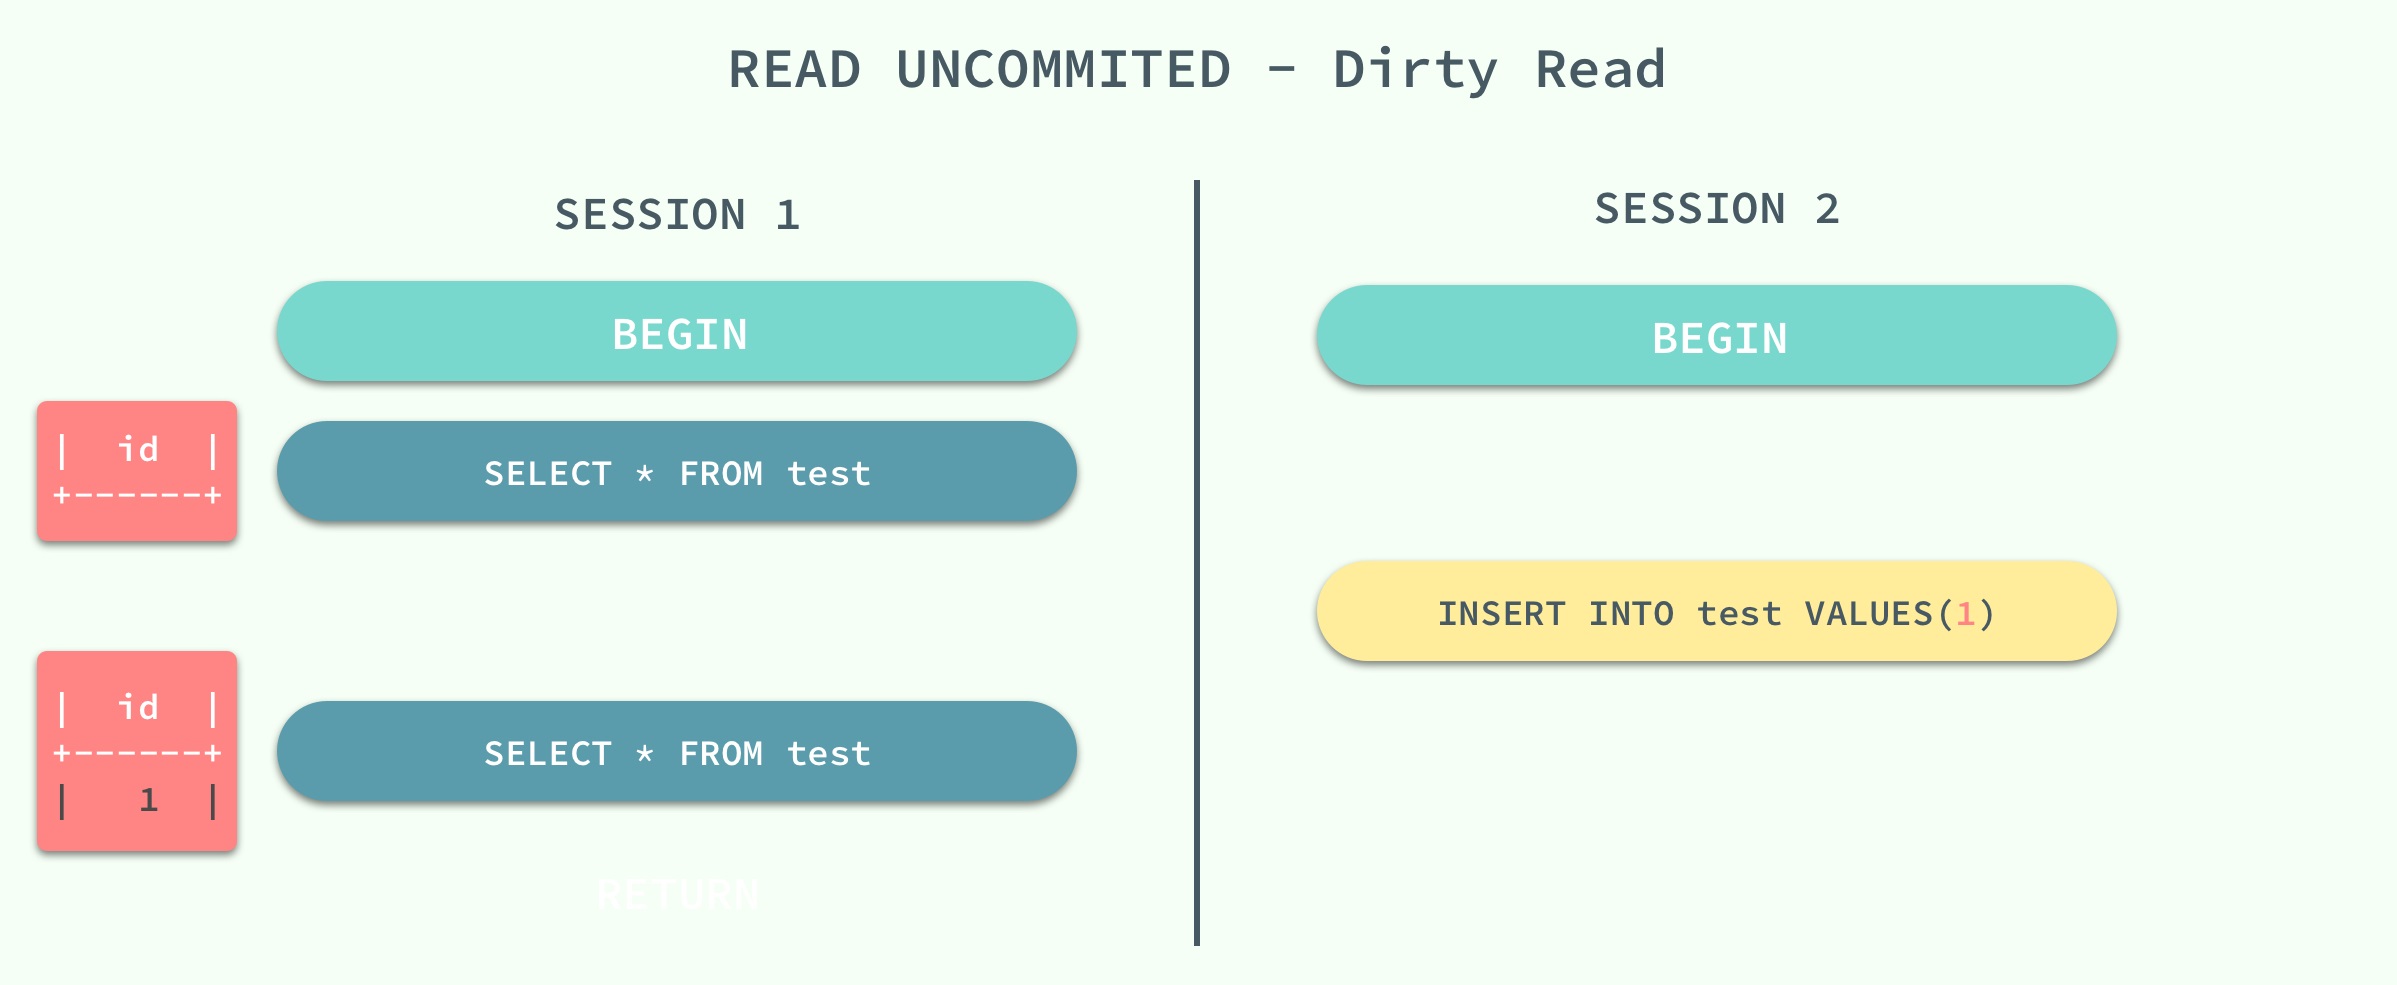 READ UNCOMMITED - Dirty Read
SESSION 1
SESSION 2
BEGIN
BEGIN
|  id  |
+------+
SELECT * FROM test
INSERT INTO test VALUES(1)
|  id  |
+------+
|   1  |
SELECT * FROM test
RETURN